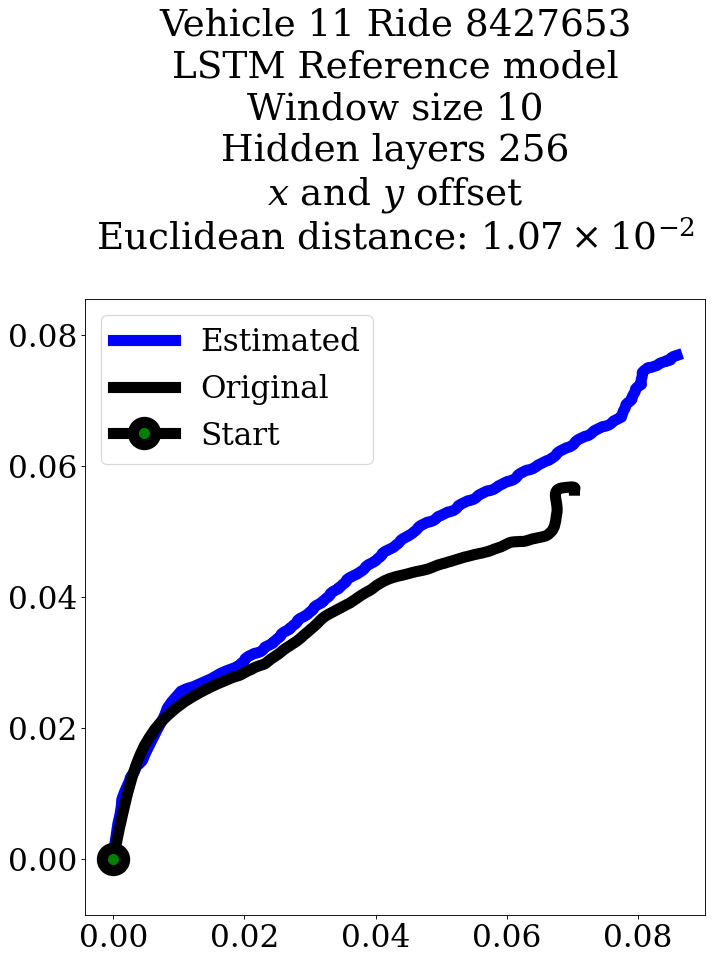 Vehicle 11 Ride 8427653
LSTM Reference model
Window size 10
Hidden layers 256
x and y offset
Euclidean distance: 1.07 × 10⁻²
Estimated
Original
Start
0.08
0.06
0.04
0.02
0.00
0.00 0.02 0.04 0.06 0.08